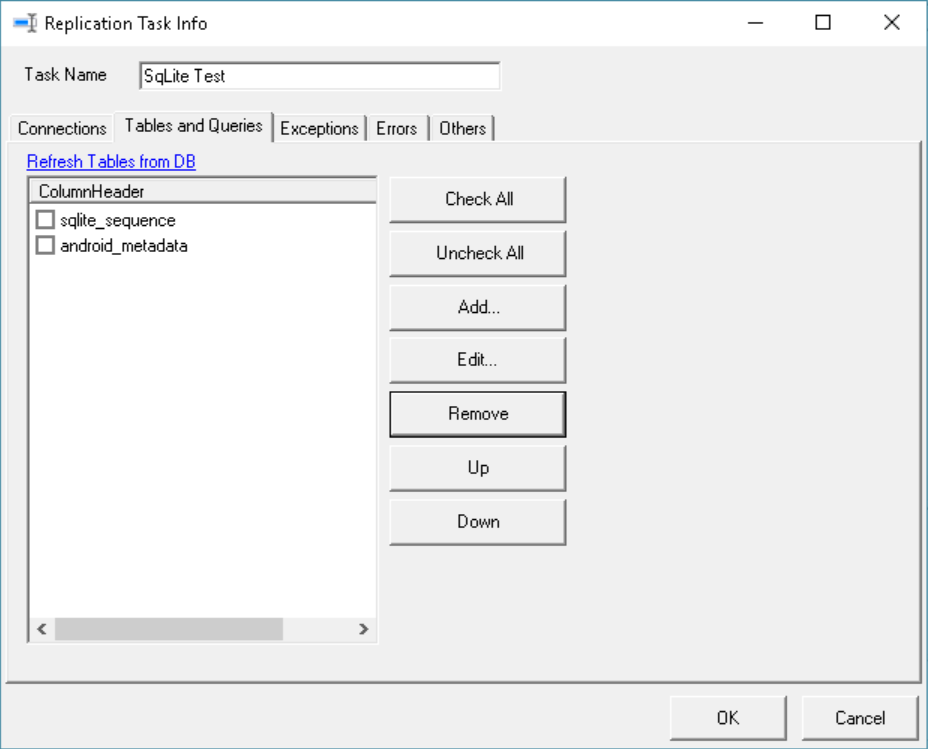 Replication Task Info
Task Name SqLite Test
Connections Tables and Queries Exceptions Errors Others
Refresh Tables from DB
ColumnHeader
sqlite_sequence
android_metadata
Check All
Uncheck All
Add...
Edit...
Remove
Up
Down
OK Cancel